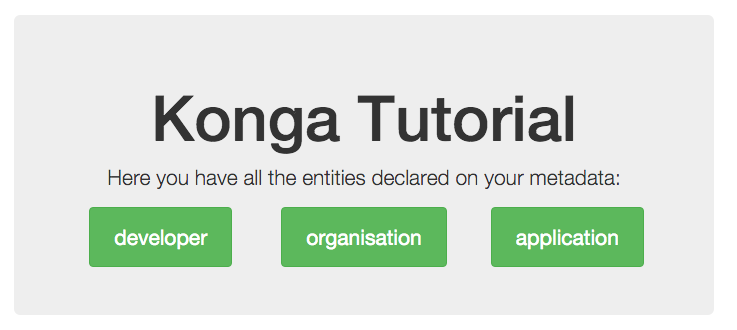 Konga Tutorial
Here you have all the entities declared on your metadata:
developer organisation application